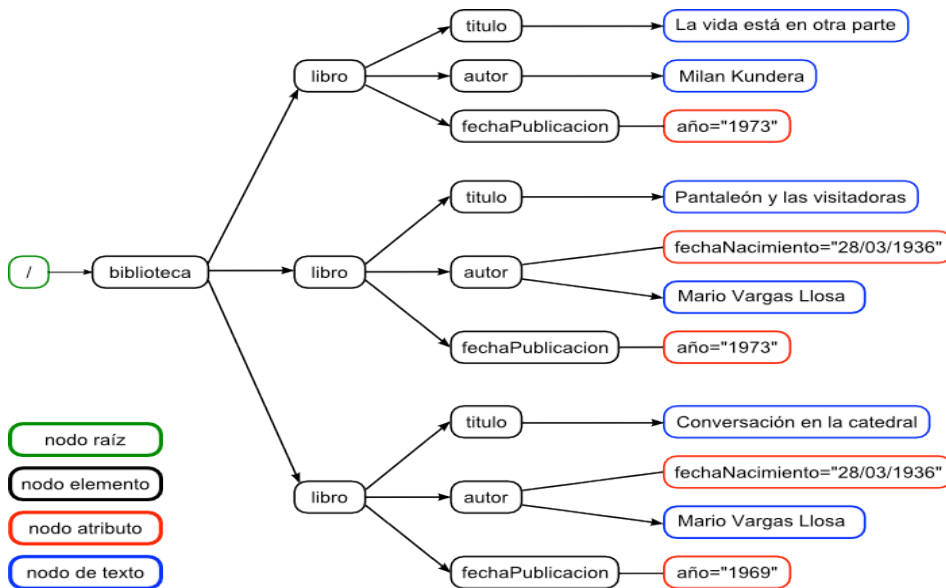 titulo
La vida está en otra parte
libro
autor
Milan Kundera
fechaPublicacion
año="1973"
titulo
Pantaleón y las visitadoras
fechaNacimiento="28/03/1936"
/
biblioteca
libro
autor
Mario Vargas Llosa
fechaPublicacion
año="1973"
titulo
Conversación en la catedral
fechaNacimiento="28/03/1936"
libro
autor
Mario Vargas Llosa
fechaPublicacion
año="1969"
nodo raíz
nodo elemento
nodo atributo
nodo de texto